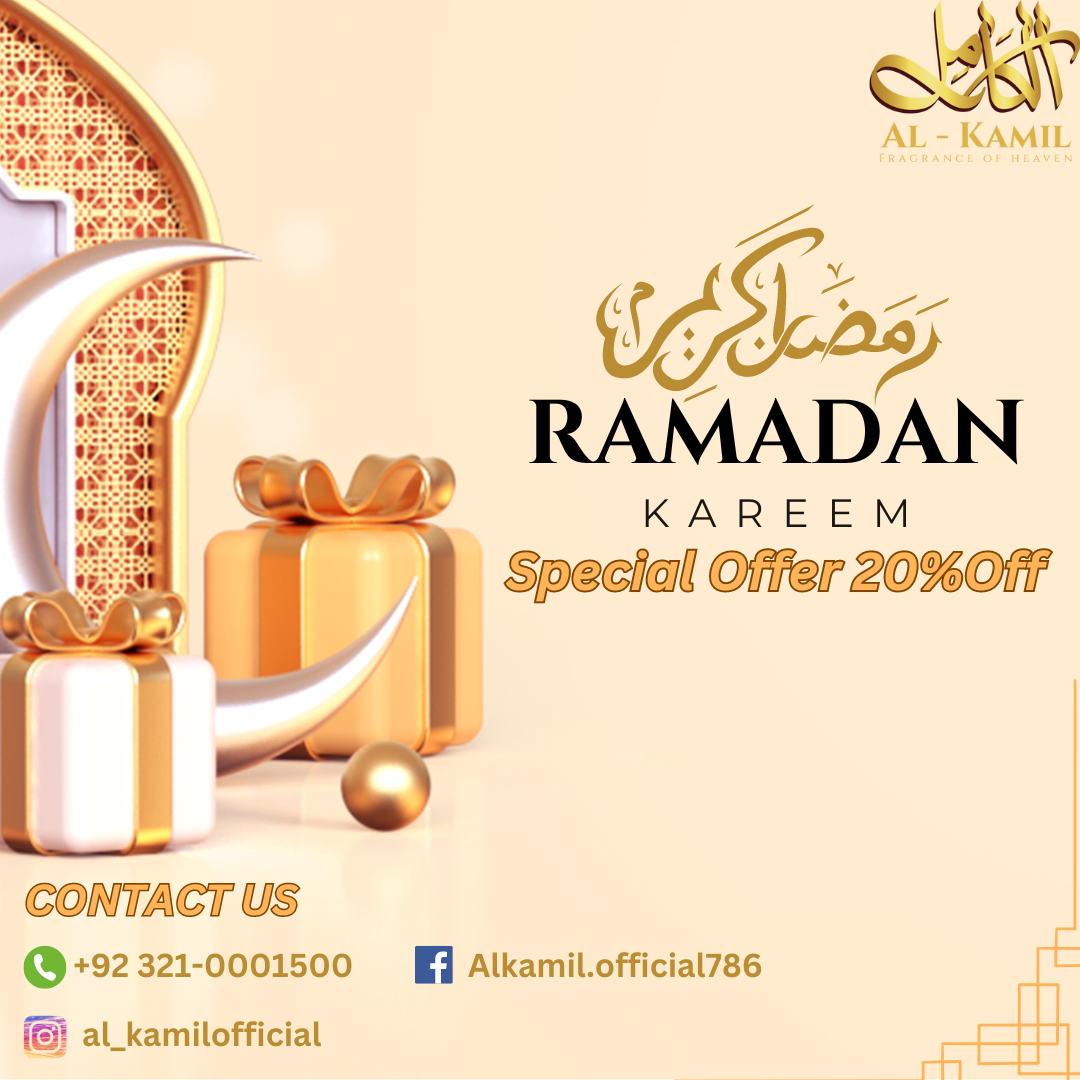 الكامل
AL - KAMIL
FRAGRANCE OF HEAVEN
رمضان كريم
RAMADAN
KAREEM
Special Offer 20%Off
CONTACT US
+92 321-0001500
Alkamil.official786
al_kamilofficial